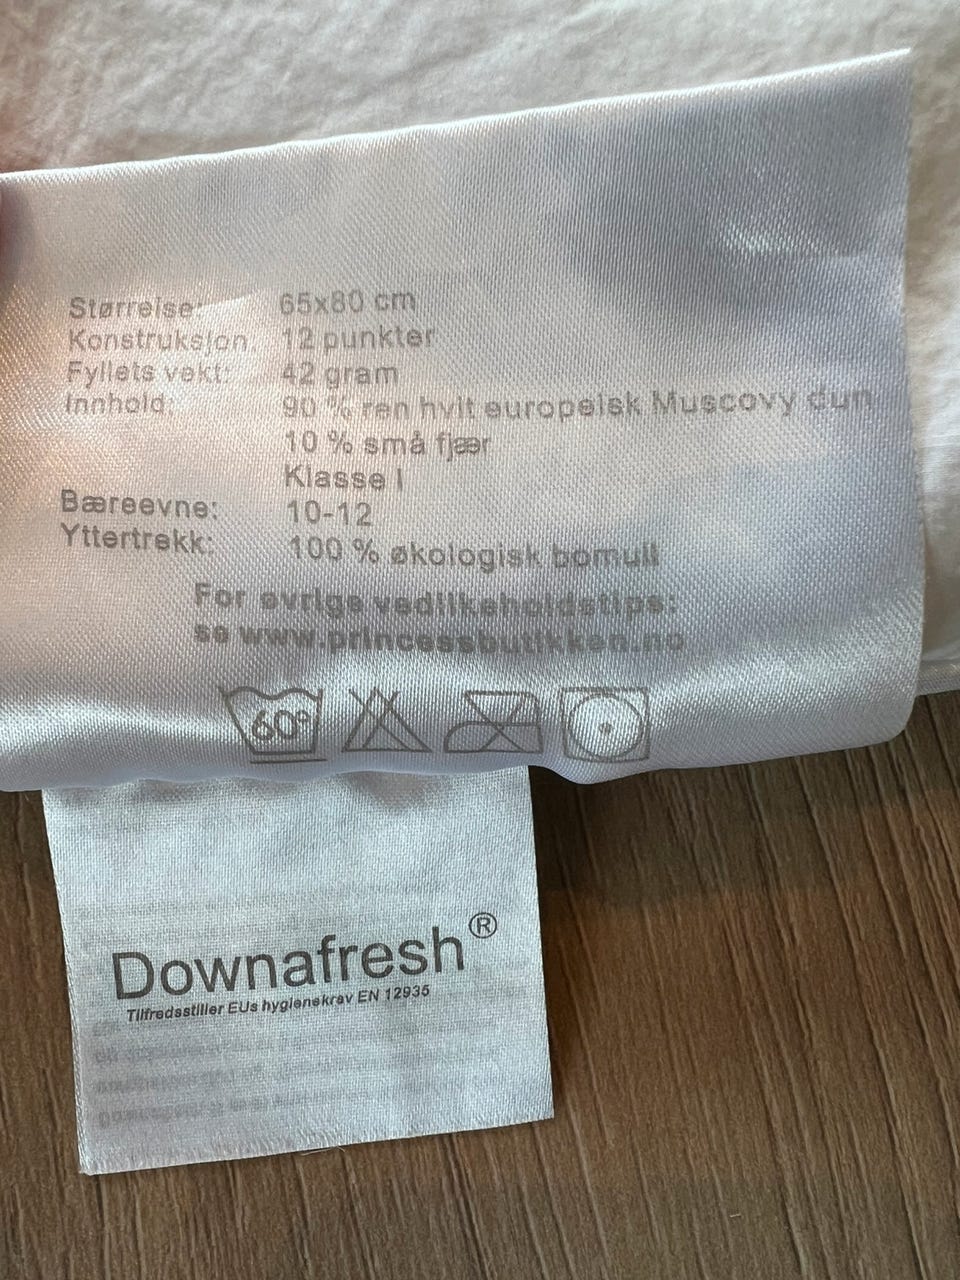 Størrelse: 65x80 cm
Konstruksjon: 12 punkter
Fyllets vekt: 42 gram
Innhold: 90 % ren hvit europeisk Muscovy dun
10 % små fjær
Klasse I
Bæreevne: 10-12
Yttertrekk: 100 % økologisk bomull
For øvrige vedlikeholdstips:
se www.princessbutikken.no
60°
Downafresh®
Tilfredsstiller EUs hygienekrav EN 12935